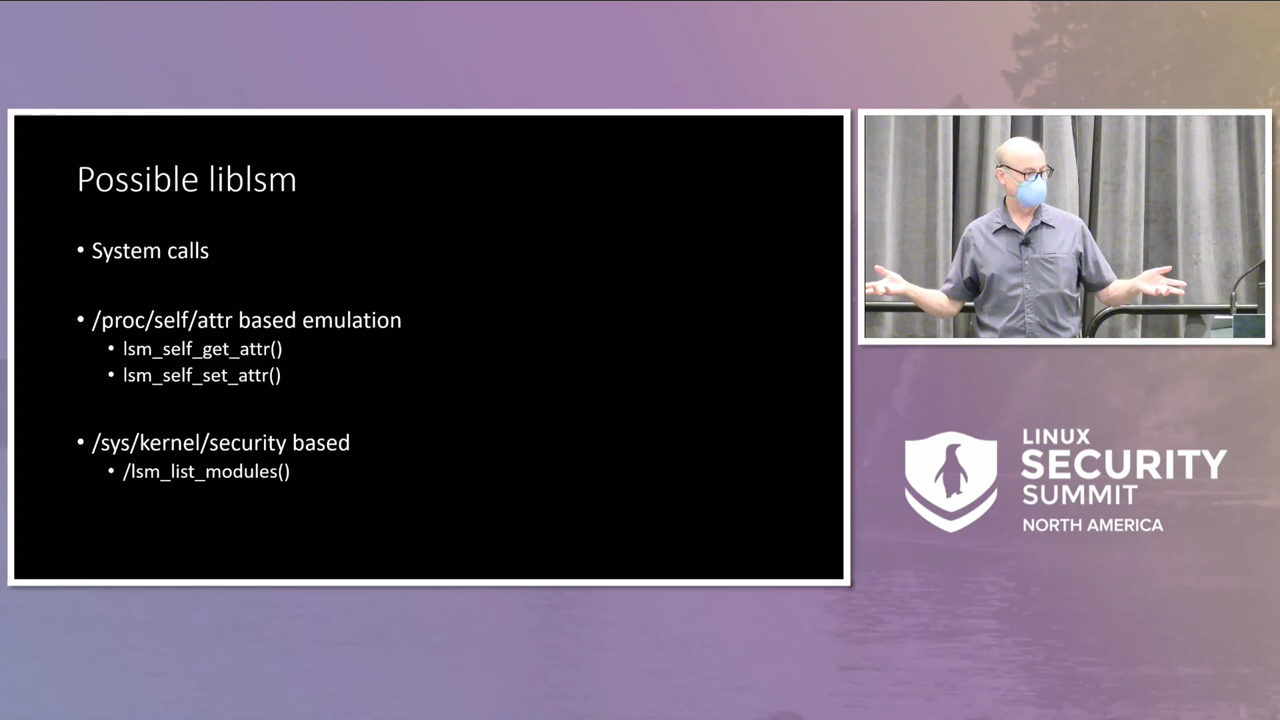 Possible liblsm
• System calls
• /proc/self/attr based emulation
• lsm_self_get_attr()
• lsm_self_set_attr()
• /sys/kernel/security based
• /lsm_list_modules()
LINUX
SECURITY
SUMMIT
NORTH AMERICA